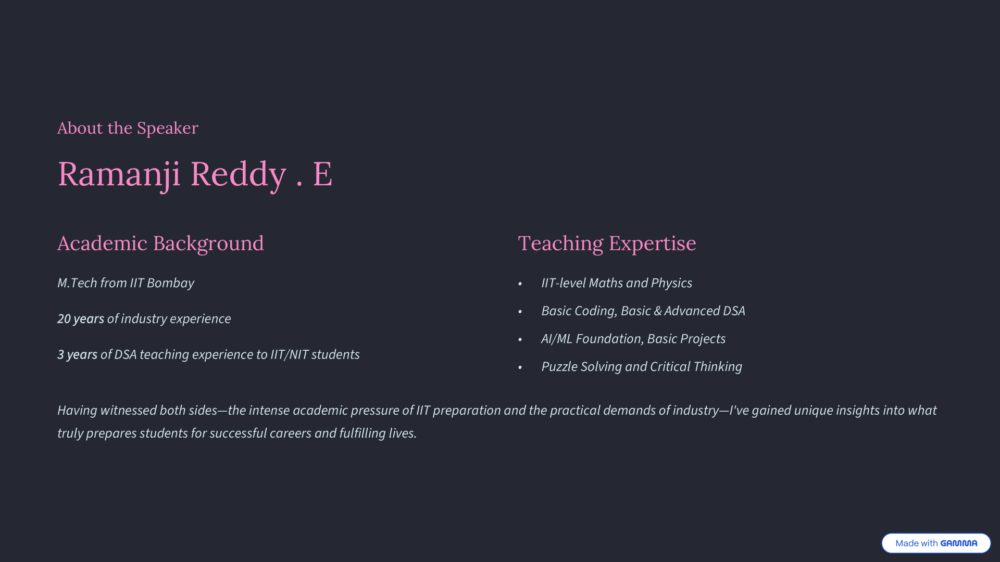 About the Speaker
Ramanji Reddy . E
Academic Background
M.Tech from IIT Bombay
20 years of industry experience
3 years of DSA teaching experience to IIT/NIT students
Teaching Expertise
• IIT-level Maths and Physics
• Basic Coding, Basic & Advanced DSA
• AI/ML Foundation, Basic Projects
• Puzzle Solving and Critical Thinking
Having witnessed both sides—the intense academic pressure of IIT preparation and the practical demands of industry—I've gained unique insights into what
truly prepares students for successful careers and fulfilling lives.
Made with GAMMA